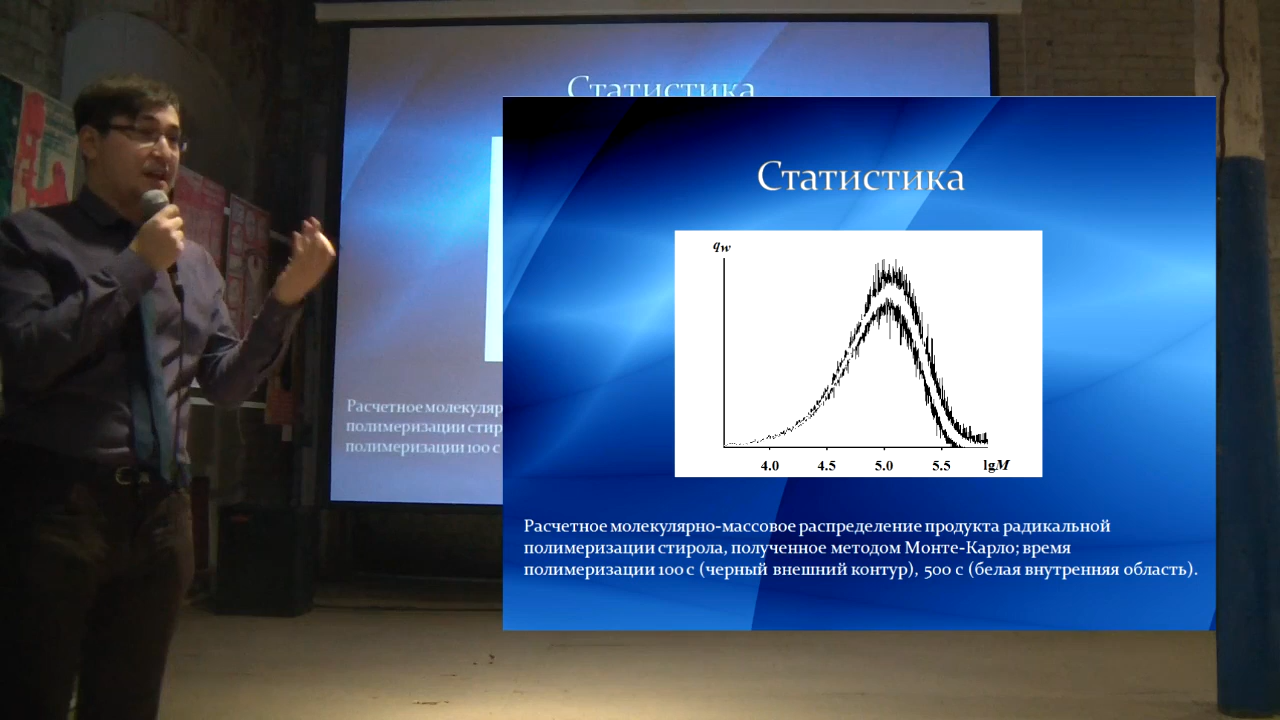 Статистика
Расчетное молекуляр
полимеризации стир
полимеризации 100 с
Статистика
qw
4.0 4.5 5.0 5.5 lgM
Расчетное молекулярно-массовое распределение продукта радикальной
полимеризации стирола, полученное методом Монте-Карло; время
полимеризации 100 с (черный внешний контур), 500 с (белая внутренняя область).